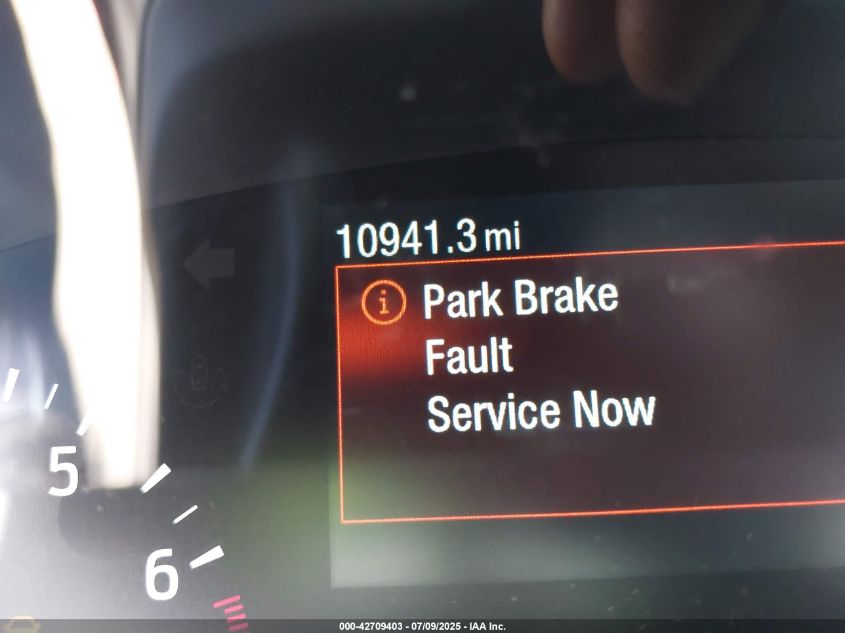 10941.3 mi
Park Brake
Fault
Service Now
5
6
000-42709403 - 07/09/2025 - IAA Inc.